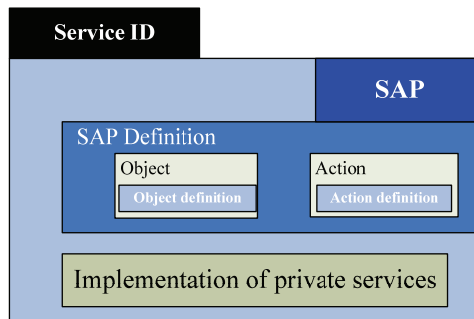 Service ID
SAP
SAP Definition
Object
Object definition
Action
Action definition
Implementation of private services